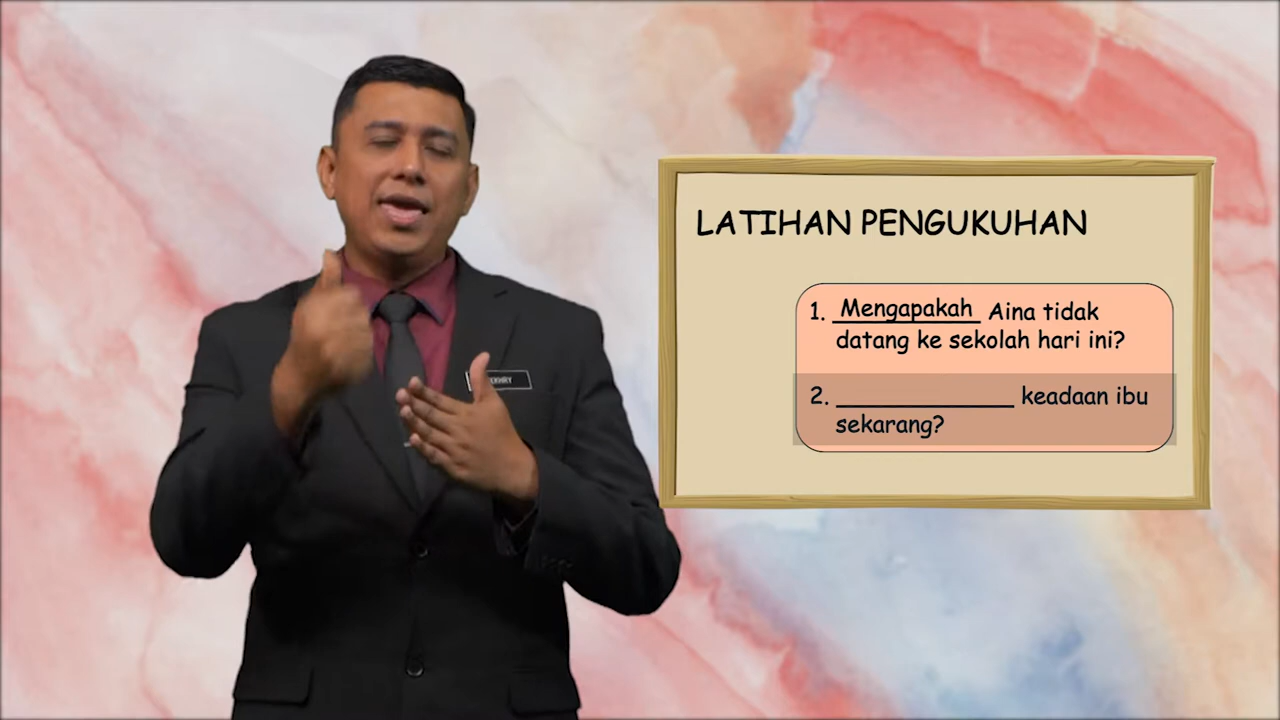 LATIHAN PENGUKUHAN
1. Mengapakah Aina tidak
datang ke sekolah hari ini?
2. ____________ keadaan ibu
sekarang?